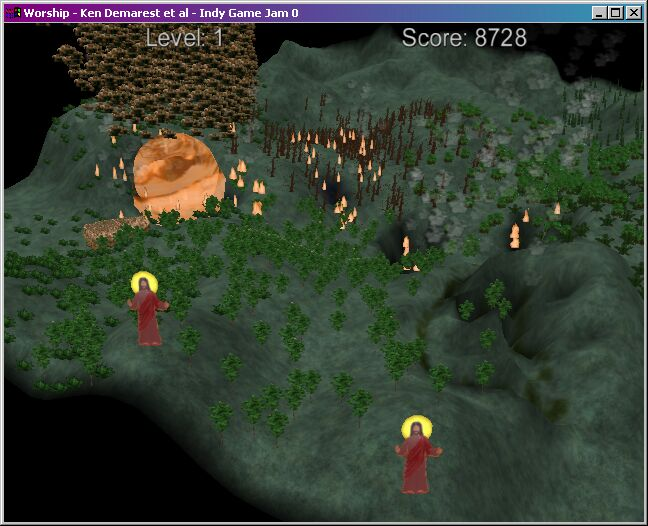 Worship - Ken Demarest et al - Indy Game Jam 0
Level: 1 Score: 8728